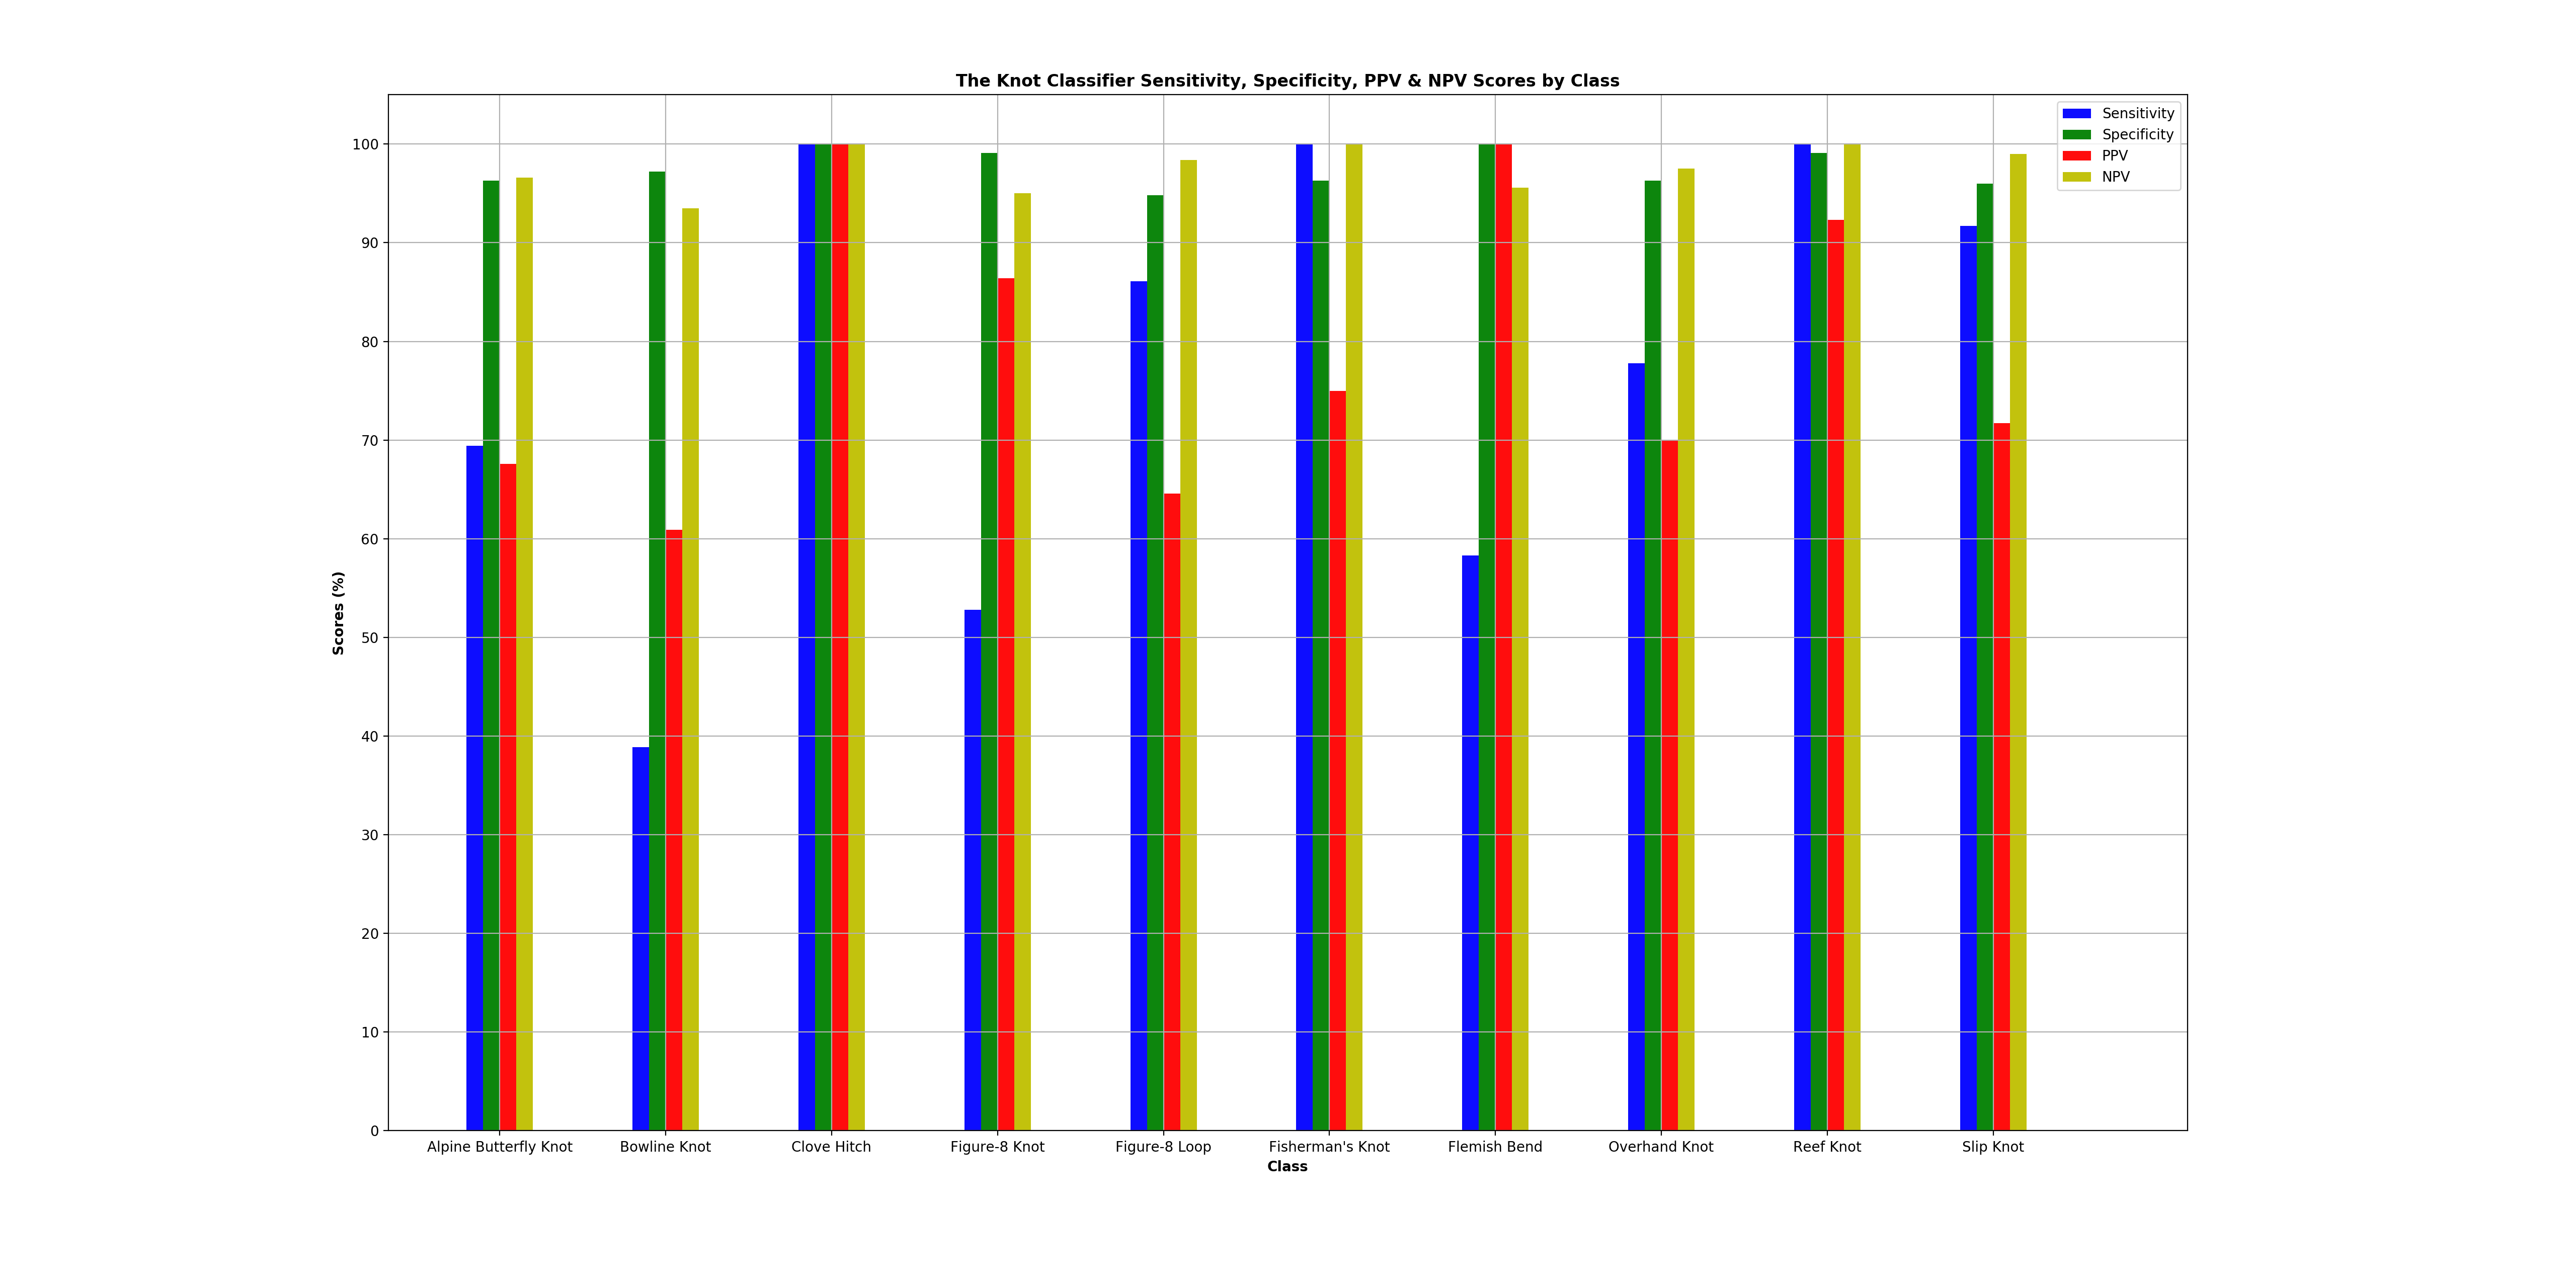 The Knot Classifier Sensitivity, Specificity, PPV & NPV Scores by Class
Sensitivity
Specificity
PPV
NPV
100
90
80
70
60
50
40
30
20
10
0
Scores (%)
Alpine Butterfly Knot Bowline Knot Clove Hitch Figure-8 Knot Figure-8 Loop Fisherman's Knot Flemish Bend Overhand Knot Reef Knot Slip Knot
Class